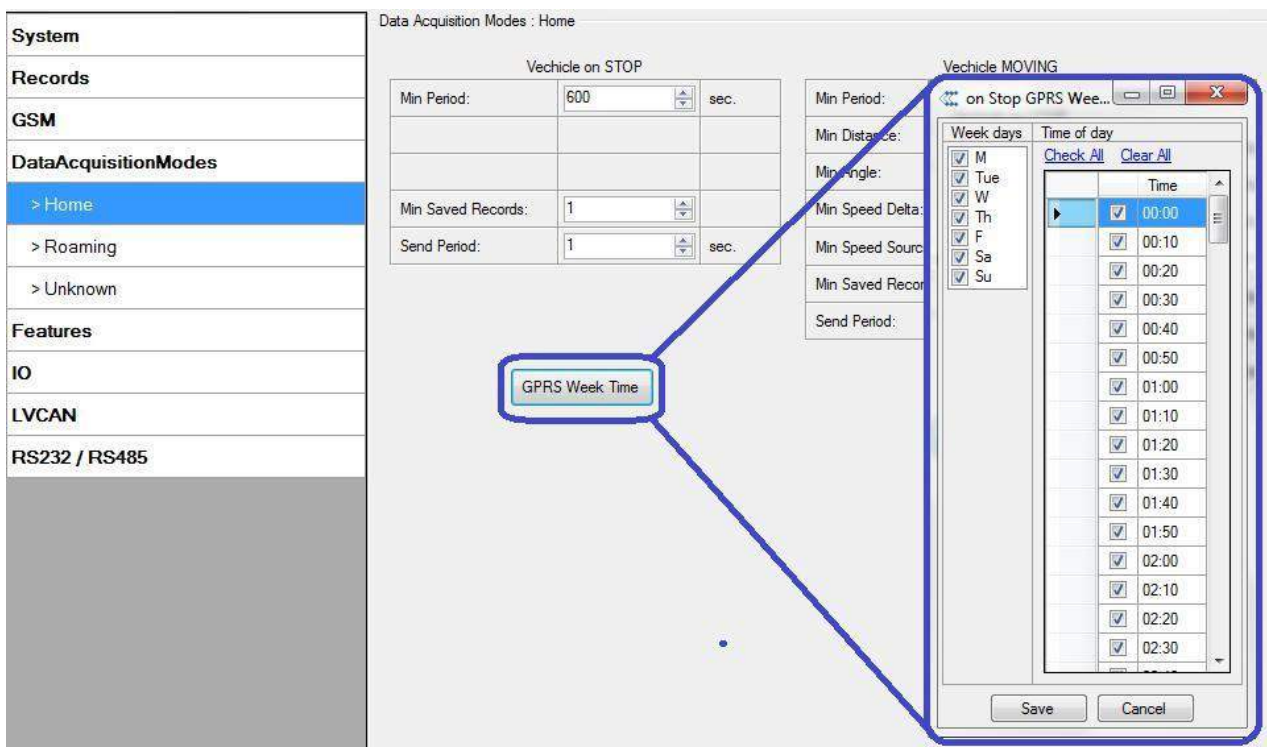 System
Records
GSM
DataAcquisitionModes
> Home
> Roaming
> Unknown
Features
IO
LVCAN
RS232 / RS485
Data Acquisition Modes : Home
Vechicle on STOP
Min Period: 600 sec.
Min Saved Records: 1
Send Period: 1 sec.
GPRS Week Time
Vechicle MOVING
Min Period:
Min Distance:
Min Angle:
Min Speed Delta:
Min Speed Sourc
Min Saved Recor
Send Period:
on Stop GPRS Wee...
Week days
M
Tue
W
Th
F
Sa
Su
Time of day
Check All Clear All
Time
00:00
00:10
00:20
00:30
00:40
00:50
01:00
01:10
01:20
01:30
01:40
01:50
02:00
02:10
02:20
02:30
Save Cancel